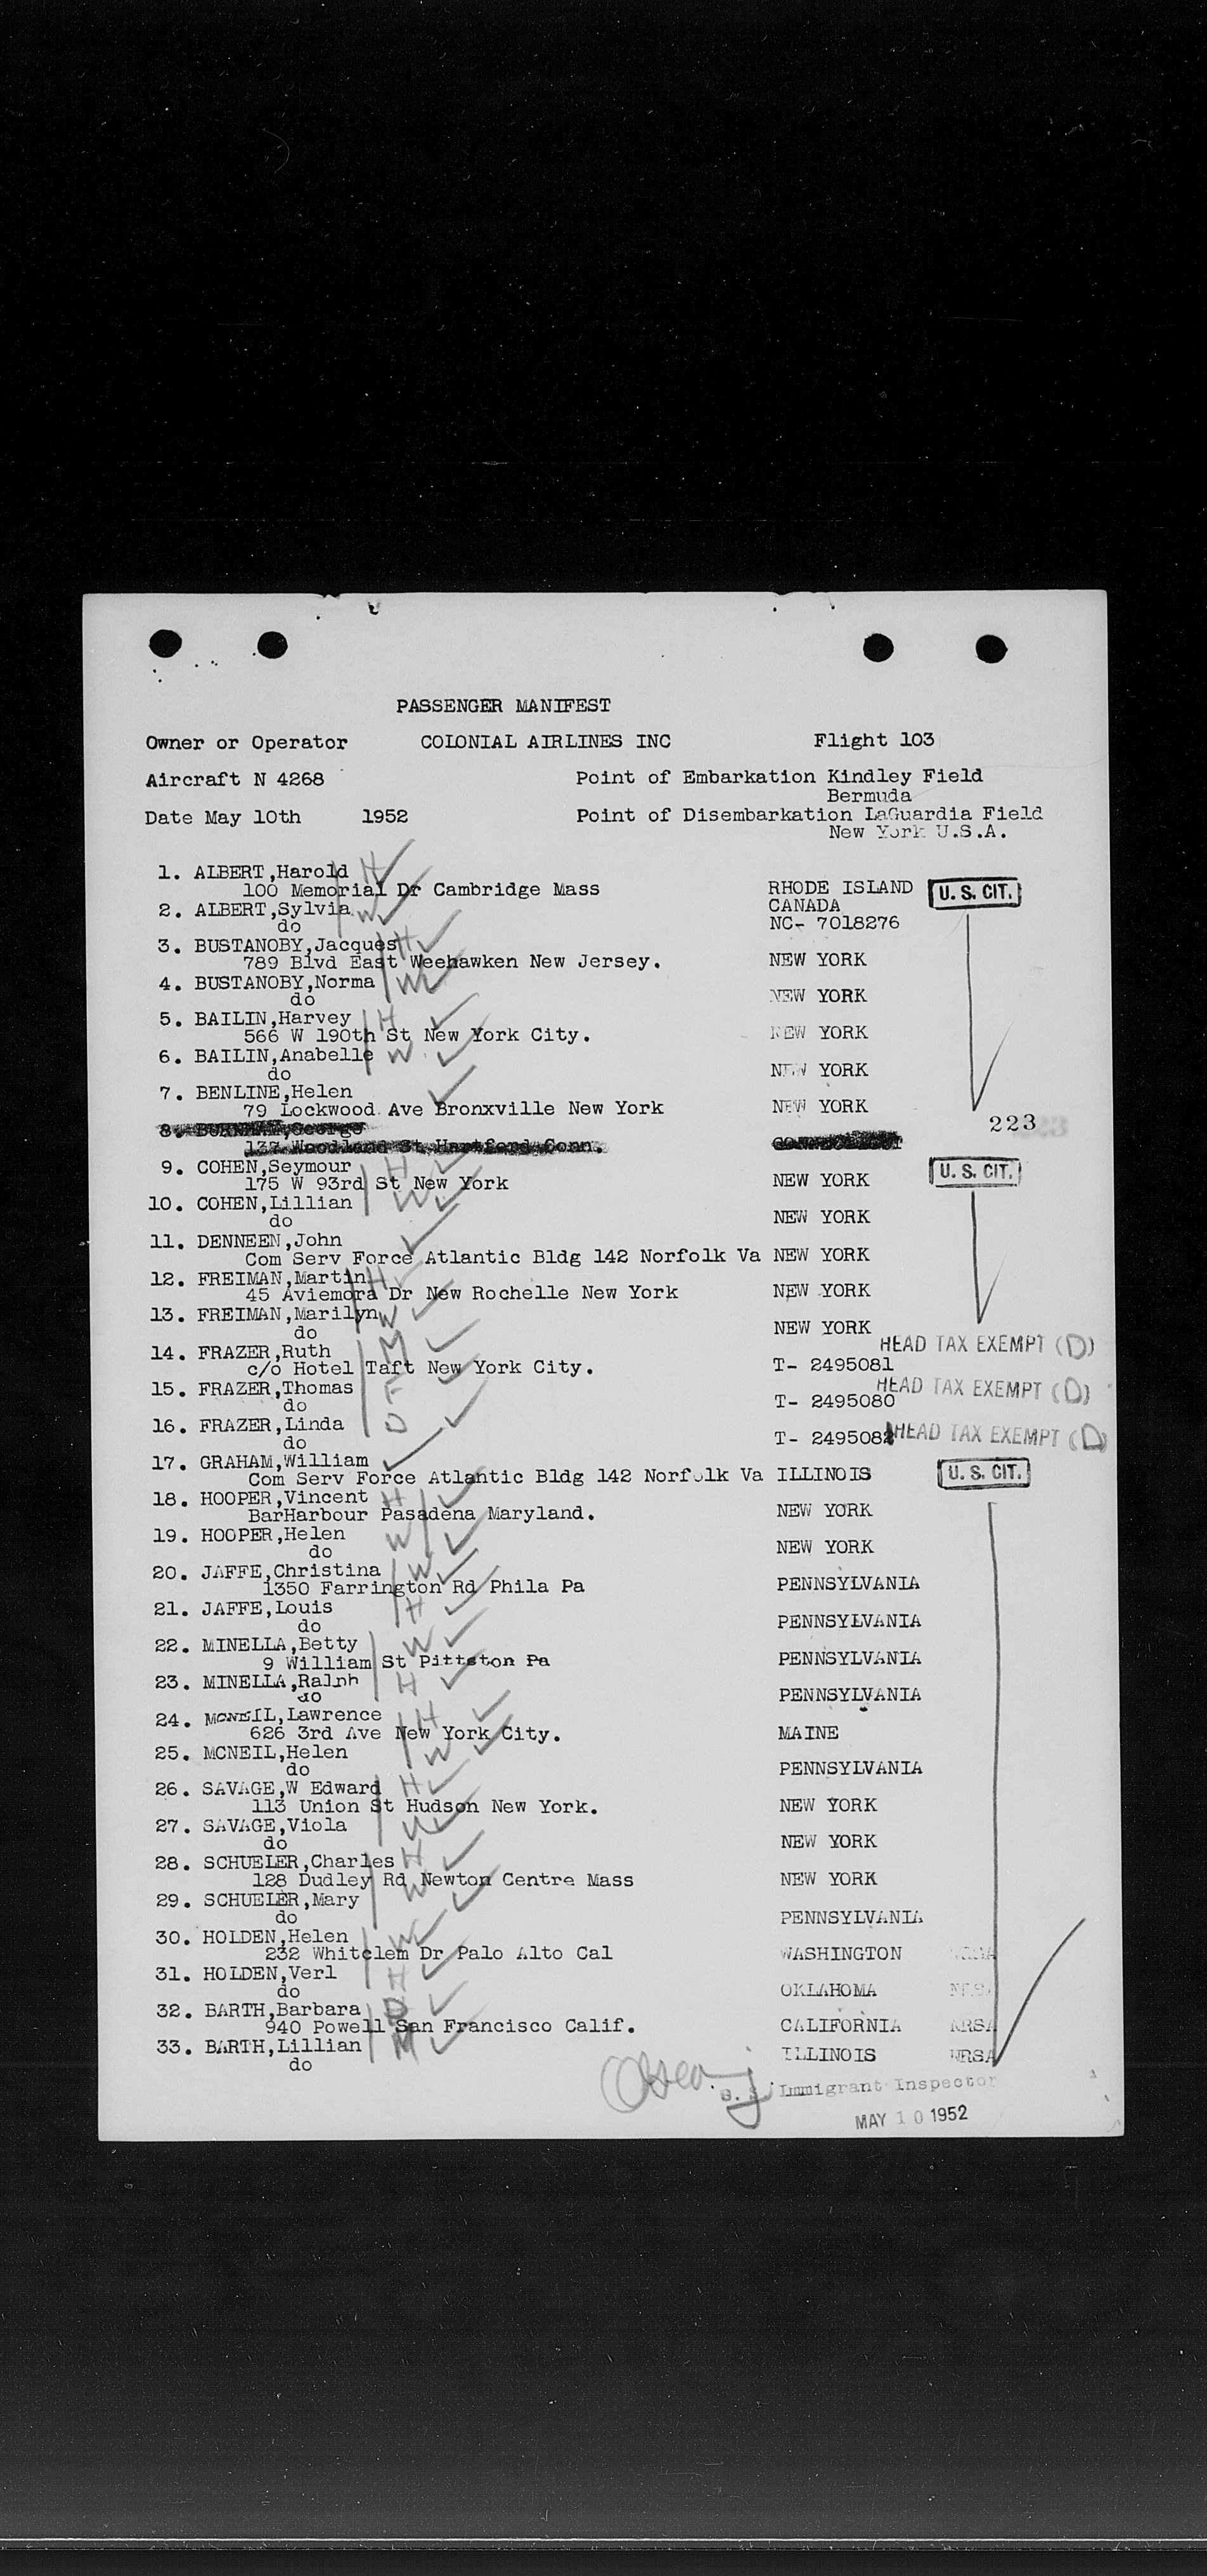 PASSENGER MANIFEST
Owner or Operator COLONIAL AIRLINES INC Flight 103
Aircraft N 4268 Point of Embarkation Kindley Field
Bermuda
Date May 10th 1952 Point of Disembarkation LaGuardia Field
New York U.S.A.
1. ALBERT,Harold H
100 Memorial Dr Cambridge Mass RHODE ISLAND U. S. CIT.
2. ALBERT,Sylvia W CANADA
do NC- 7018276
3. BUSTANOBY,Jacques H
789 Blvd East Weehawken New Jersey. NEW YORK
4. BUSTANOBY,Norma W
do NEW YORK
5. BAILIN,Harvey H
566 W 190th St New York City. NEW YORK
6. BAILIN,Anabelle W
do NEW YORK
7. BENLINE,Helen
79 Lockwood Ave Bronxville New York NEW YORK
223
8. George
137 Woodland St Hartford Conn.
9. COHEN,Seymour H U. S. CIT.
175 W 93rd St New York NEW YORK
10. COHEN,Lillian W
do NEW YORK
11. DENNEEN,John
Com Serv Force Atlantic Bldg 142 Norfolk Va NEW YORK
12. FREIMAN,Martin H
45 Aviemora Dr New Rochelle New York NEW YORK
13. FREIMAN,Marilyn W
do NEW YORK
14. FRAZER,Ruth M HEAD TAX EXEMPT (D)
c/o Hotel Taft New York City. T- 2495081
15. FRAZER,Thomas F HEAD TAX EXEMPT (D)
do T- 2495080
16. FRAZER,Linda D HEAD TAX EXEMPT (D)
do T- 2495082
17. GRAHAM,William
Com Serv Force Atlantic Bldg 142 Norfolk Va ILLINOIS U. S. CIT.
18. HOOPER,Vincent H
BarHarbour Pasadena Maryland. NEW YORK
19. HOOPER,Helen W
do NEW YORK
20. JAFFE,Christina W
1350 Farrington Rd Phila Pa PENNSYLVANIA
21. JAFFE,Louis H
do PENNSYLVANIA
22. MINELLA,Betty W
9 William St Pittston Pa PENNSYLVANIA
23. MINELLA,Ralph H
do PENNSYLVANIA
24. MCNEIL,Lawrence H
626 3rd Ave New York City. MAINE
25. MCNEIL,Helen W
do PENNSYLVANIA
26. SAVAGE,W Edward H
113 Union St Hudson New York. NEW YORK
27. SAVAGE,Viola W
do NEW YORK
28. SCHUELER,Charles H
128 Dudley Rd Newton Centre Mass NEW YORK
29. SCHUELER,Mary W
do PENNSYLVANIA
30. HOLDEN,Helen W
232 Whitclem Dr Palo Alto Cal WASHINGTON
31. HOLDEN,Verl H
do OKLAHOMA
32. BARTH,Barbara D
940 Powell San Francisco Calif. CALIFORNIA NRSA
33. BARTH,Lillian M ILLINOIS NRSA
do
Immigrant Inspector
MAY 10 1952